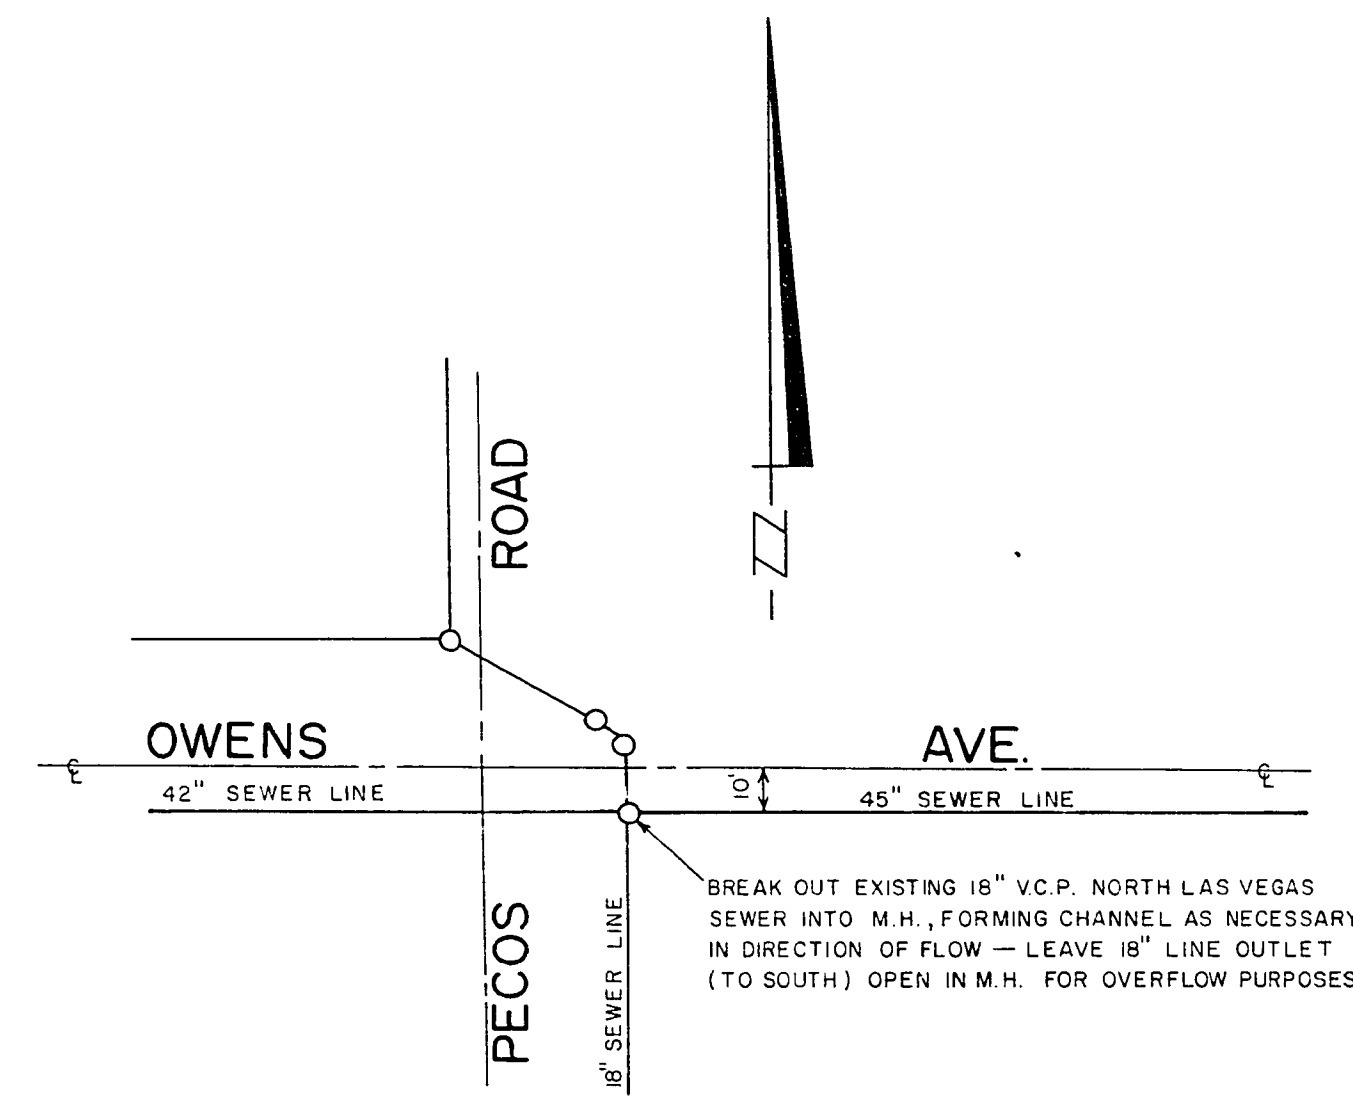 ROAD
N
OWENS
AVE.
℄
℄
42" SEWER LINE
10'
45" SEWER LINE
BREAK OUT EXISTING 18" V.C.P. NORTH LAS VEGAS
SEWER INTO M.H., FORMING CHANNEL AS NECESSARY
IN DIRECTION OF FLOW — LEAVE 18" LINE OUTLET
(TO SOUTH) OPEN IN M.H. FOR OVERFLOW PURPOSES
PECOS
18" SEWER LINE